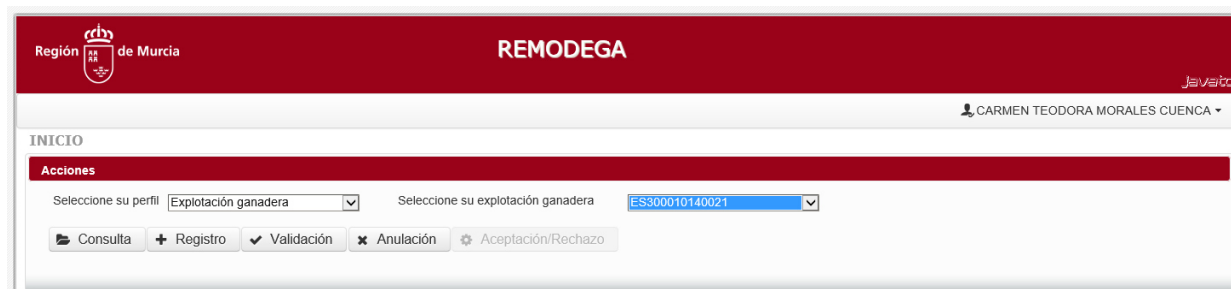 Región de Murcia
REMODEGA
Javato
CARMEN TEODORA MORALES CUENCA
INICIO
Acciones
Seleccione su perfil Explotación ganadera Seleccione su explotación ganadera ES300010140021
Consulta Registro Validación Anulación Aceptación/Rechazo